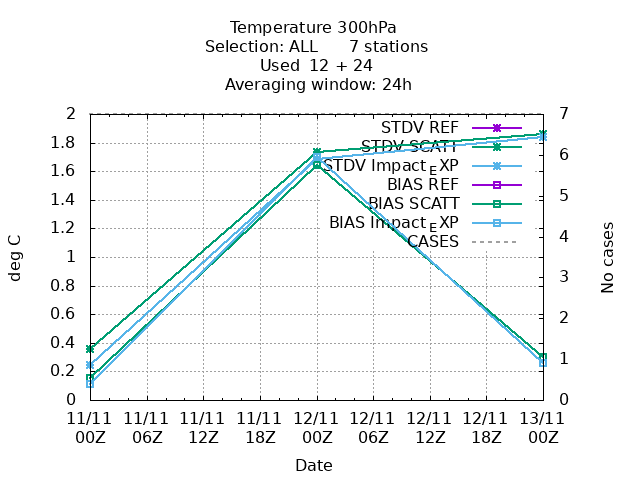 Temperature 300hPa
Selection: ALL 7 stations
Used 12 + 24
Averaging window: 24h
2 7
STDV REF
1.8 STDV SCATT
6
1.6 STDV Impact_EXP
BIAS REF
1.4 5
BIAS SCATT
1.2 BIAS Impact_EXP
4
CASES
deg C
1
No cases
0.8 3
0.6 2
0.4
1
0.2
0 0
11/11 11/11 11/11 11/11 12/11 12/11 12/11 12/11 13/11
00Z 06Z 12Z 18Z 00Z 06Z 12Z 18Z 00Z
Date